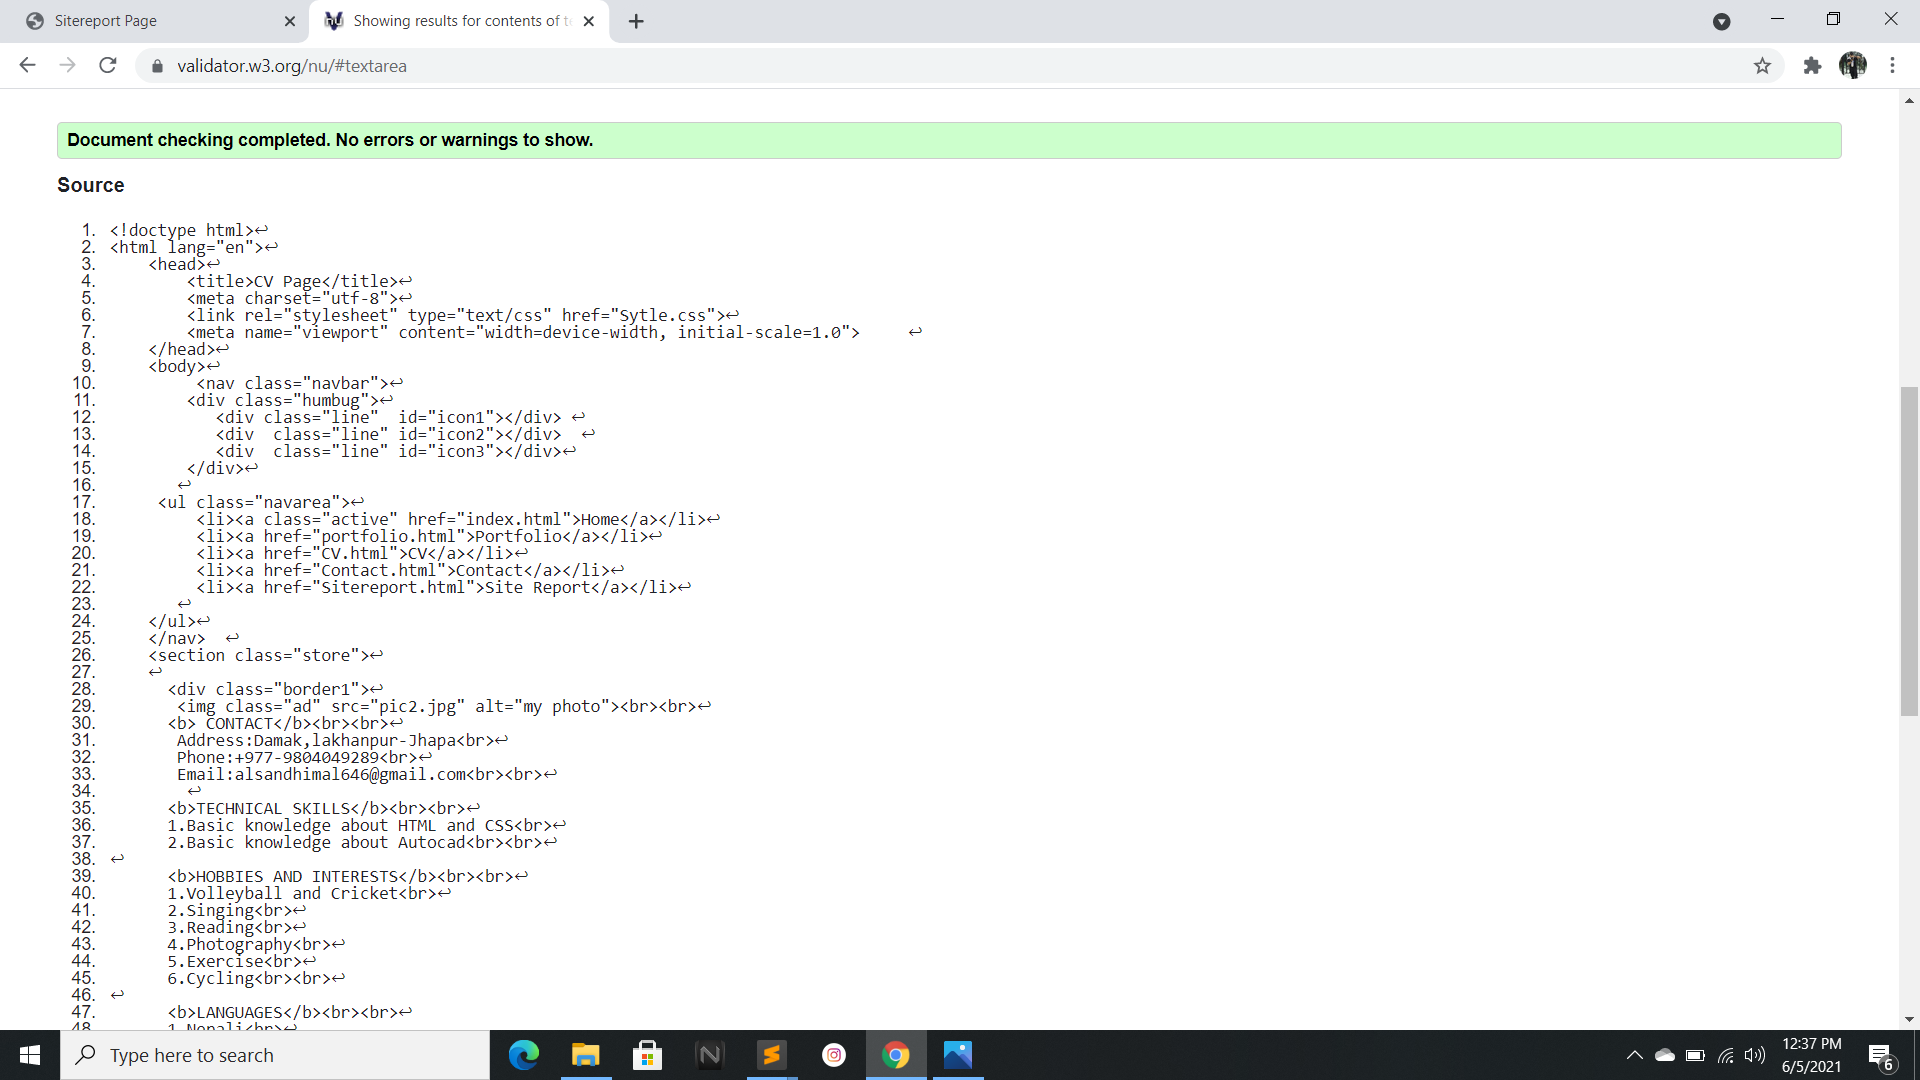 Sitereport Page
Showing results for contents of t
validator.w3.org/nu/#textarea
Document checking completed. No errors or warnings to show.
Source
1. <!doctype html>↩
2. <html lang="en">↩
3.     <head>↩
4.         <title>CV Page</title>↩
5.         <meta charset="utf-8">↩
6.         <link rel="stylesheet" type="text/css" href="Sytle.css">↩
7.         <meta name="viewport" content="width=device-width, initial-scale=1.0">     ↩
8.     </head>↩
9.     <body>↩
10.          <nav class="navbar">↩
11.         <div class="humbug">↩
12.            <div class="line"  id="icon1"></div> ↩
13.            <div  class="line" id="icon2"></div>  ↩
14.            <div  class="line" id="icon3"></div>↩
15.         </div>↩
16.        ↩
17.      <ul class="navarea">↩
18.          <li><a class="active" href="index.html">Home</a></li>↩
19.          <li><a href="portfolio.html">Portfolio</a></li>↩
20.          <li><a href="CV.html">CV</a></li>↩
21.          <li><a href="Contact.html">Contact</a></li>↩
22.          <li><a href="Sitereport.html">Site Report</a></li>↩
23.        ↩
24.     </ul>↩
25.     </nav>  ↩
26.     <section class="store">↩
27.     ↩
28.       <div class="border1">↩
29.        <img class="ad" src="pic2.jpg" alt="my photo"><br><br>↩
30.       <b> CONTACT</b><br><br>↩
31.        Address:Damak,lakhanpur-Jhapa<br>↩
32.        Phone:+977-9804049289<br>↩
33.        Email:alsandhimal646@gmail.com<br><br>↩
34.         ↩
35.       <b>TECHNICAL SKILLS</b><br><br>↩
36.       1.Basic knowledge about HTML and CSS<br>↩
37.       2.Basic knowledge about Autocad<br><br>↩
38. ↩
39.       <b>HOBBIES AND INTERESTS</b><br><br>↩
40.       1.Volleyball and Cricket<br>↩
41.       2.Singing<br>↩
42.       3.Reading<br>↩
43.       4.Photography<br>↩
44.       5.Exercise<br>↩
45.       6.Cycling<br><br>↩
46. ↩
47.       <b>LANGUAGES</b><br><br>↩
48.       1.Nepali<br>↩
Type here to search
12:37 PM
6/5/2021
6